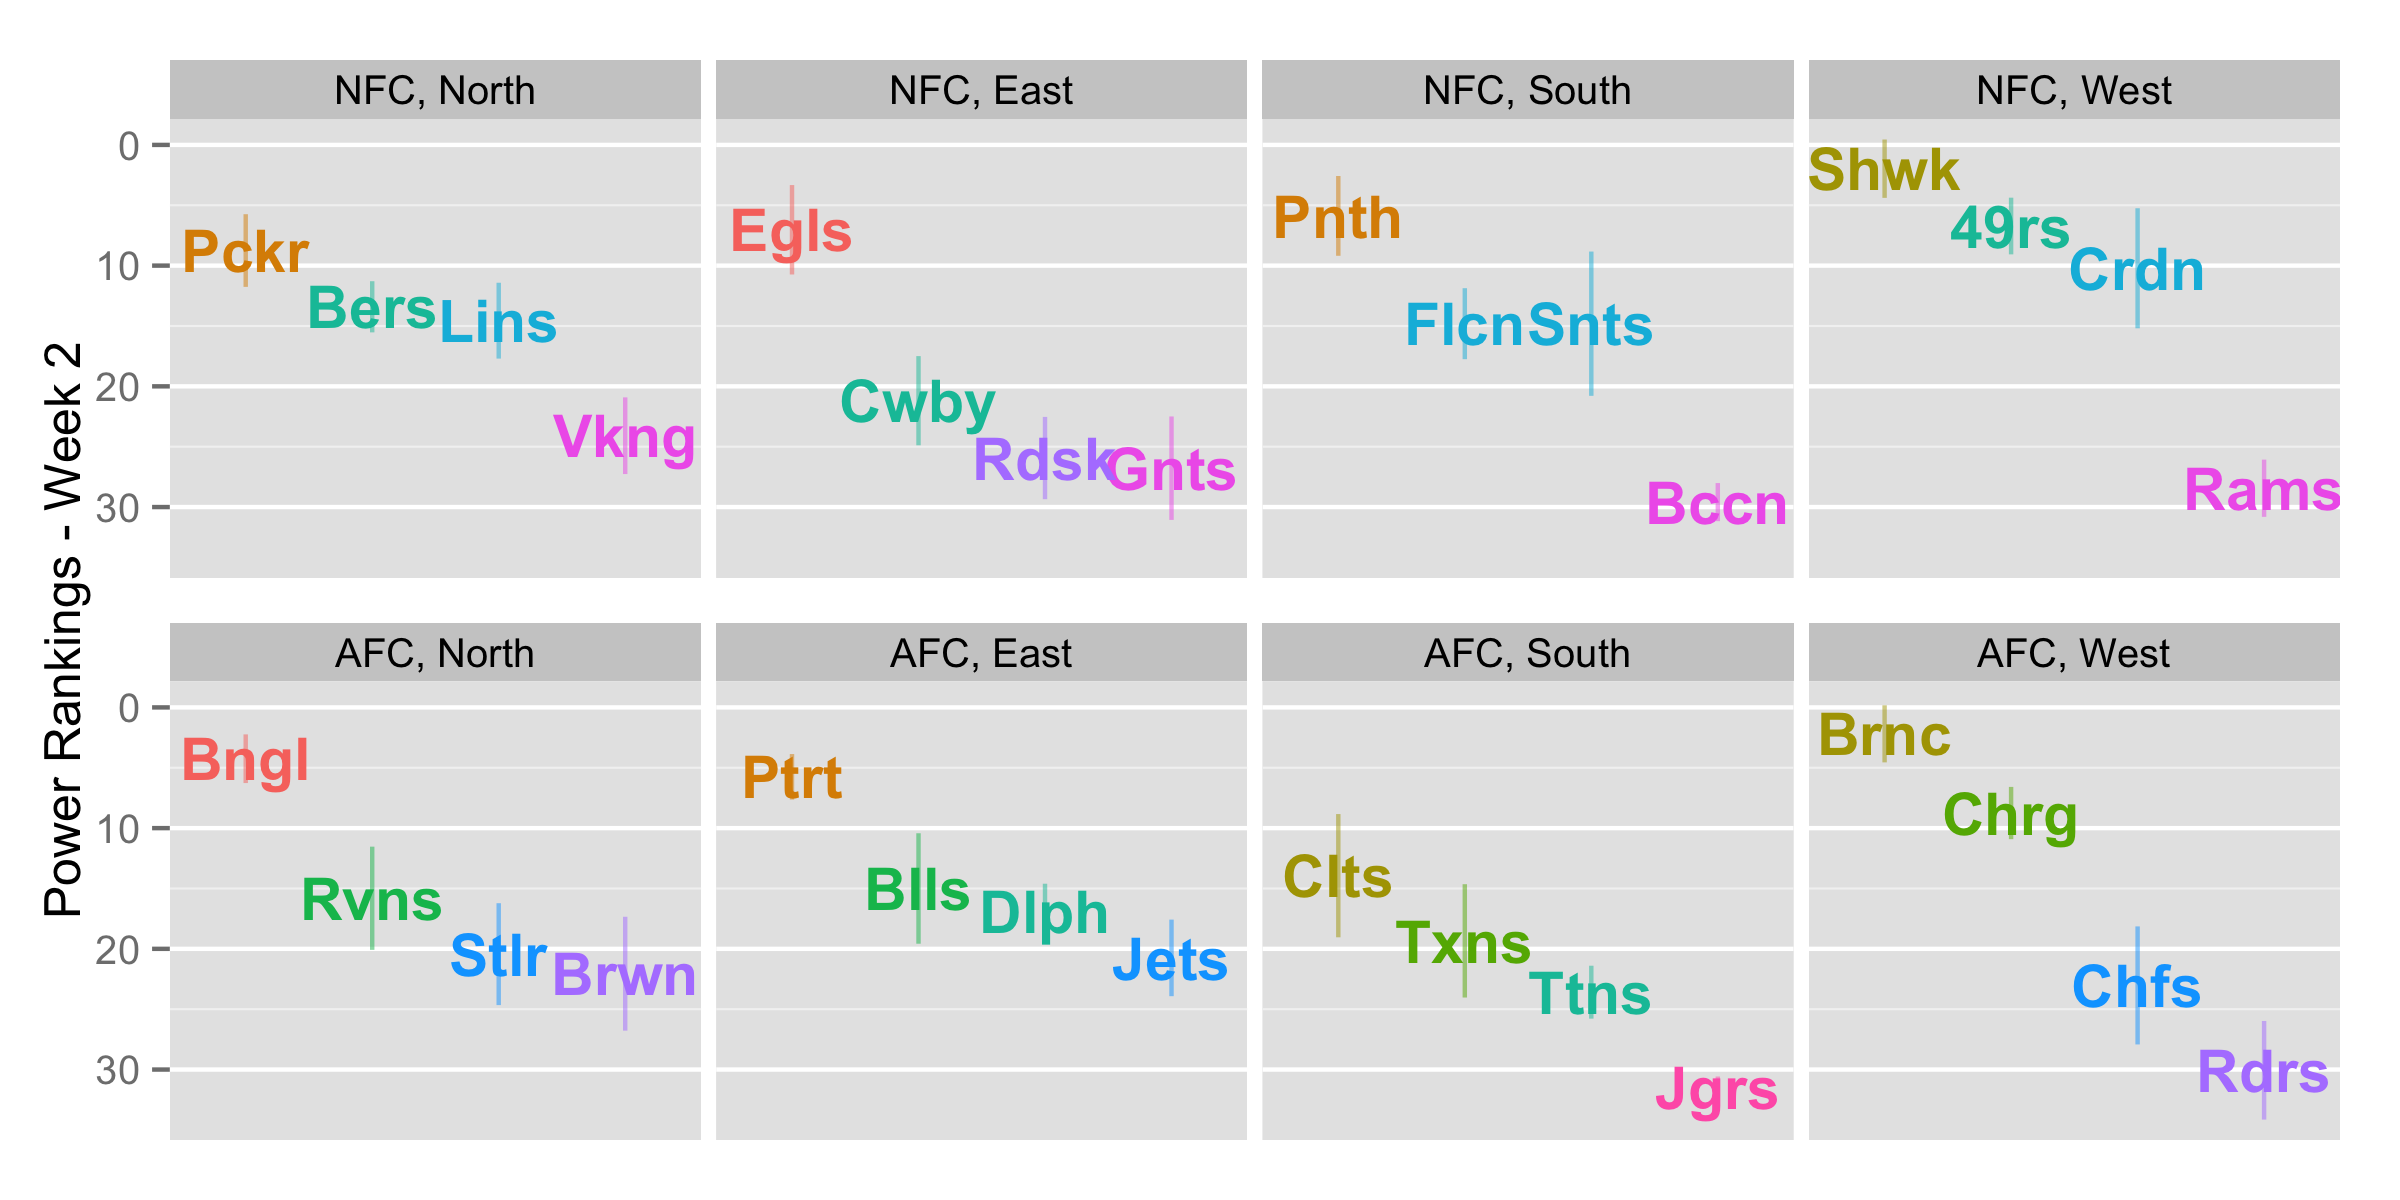 Power Rankings - Week 2
NFC, North
NFC, East
NFC, South
NFC, West
0
10
20
30
Pckr
Bers
Lins
Vkng
Egls
Cwby
Rdsk
Gnts
Pnth
Flcn
Snts
Bccn
Shwk
49rs
Crdn
Rams
AFC, North
AFC, East
AFC, South
AFC, West
0
10
20
30
Bngl
Rvns
Stlr
Brwn
Ptrt
Blls
Dlph
Jets
Clts
Txns
Ttns
Jgrs
Brnc
Chrg
Chfs
Rdrs